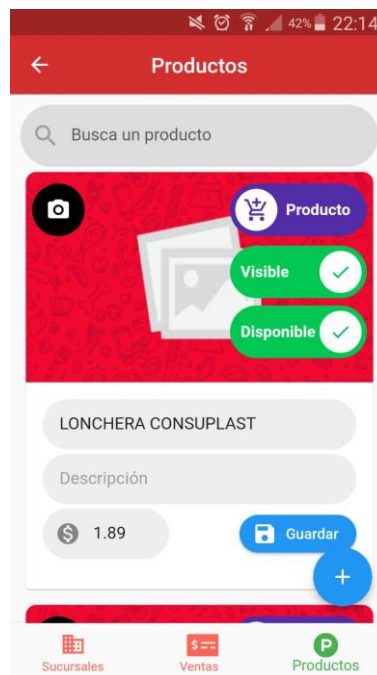 42% 22:14
Productos
Busca un producto
Producto
Visible
Disponible
LONCHERA CONSUPLAST
Descripción
$ 1.89
Guardar
+
$
Sucursales Ventas P Productos